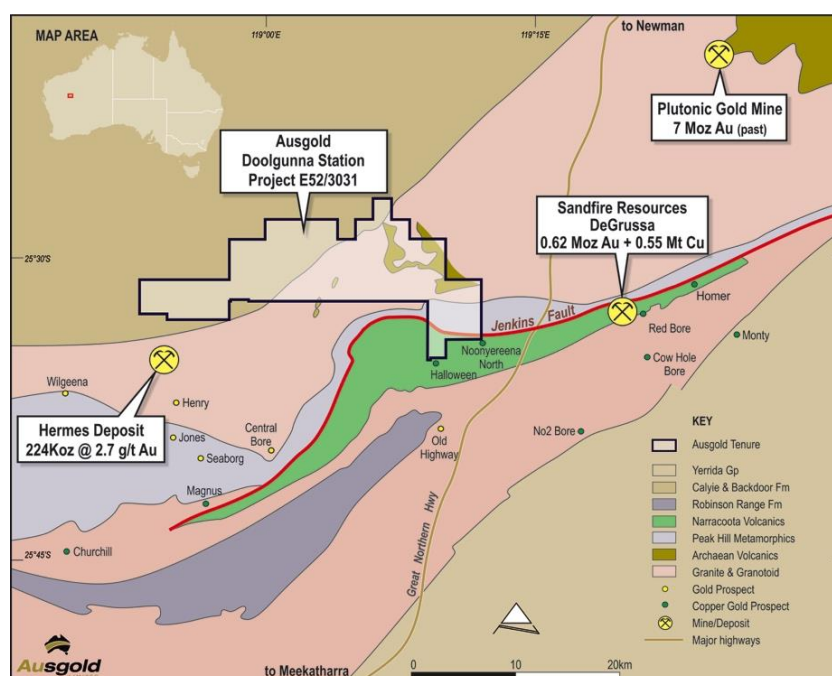 MAP AREA
119°00'E
119°15'E
to Newman
Plutonic Gold Mine
7 Moz Au (past)
Ausgold
Doolgunna Station
Project E52/3031
Sandfire Resources
DeGrussa
0.62 Moz Au + 0.55 Mt Cu
25°30'S
Jenkins Fault
Homer
Red Bore
Noonyereena
North
Monty
Halloween
Cow Hole
Bore
Wilgeena
Henry
Hermes Deposit
224Koz @ 2.7 g/t Au
Jones
Central
Bore
Seaborg
Old
Highway
No2 Bore
Magnus
Churchill
25°45'S
Great Northern Hwy
KEY
Ausgold Tenure
Yerrida Gp
Calyie & Backdoor Fm
Robinson Range Fm
Narracoota Volcanics
Peak Hill Metamorphics
Archaean Volcanics
Granite & Granotoid
Gold Prospect
Copper Gold Prospect
Mine/Deposit
Major highways
Ausgold
to Meekatharra
0 10 20km